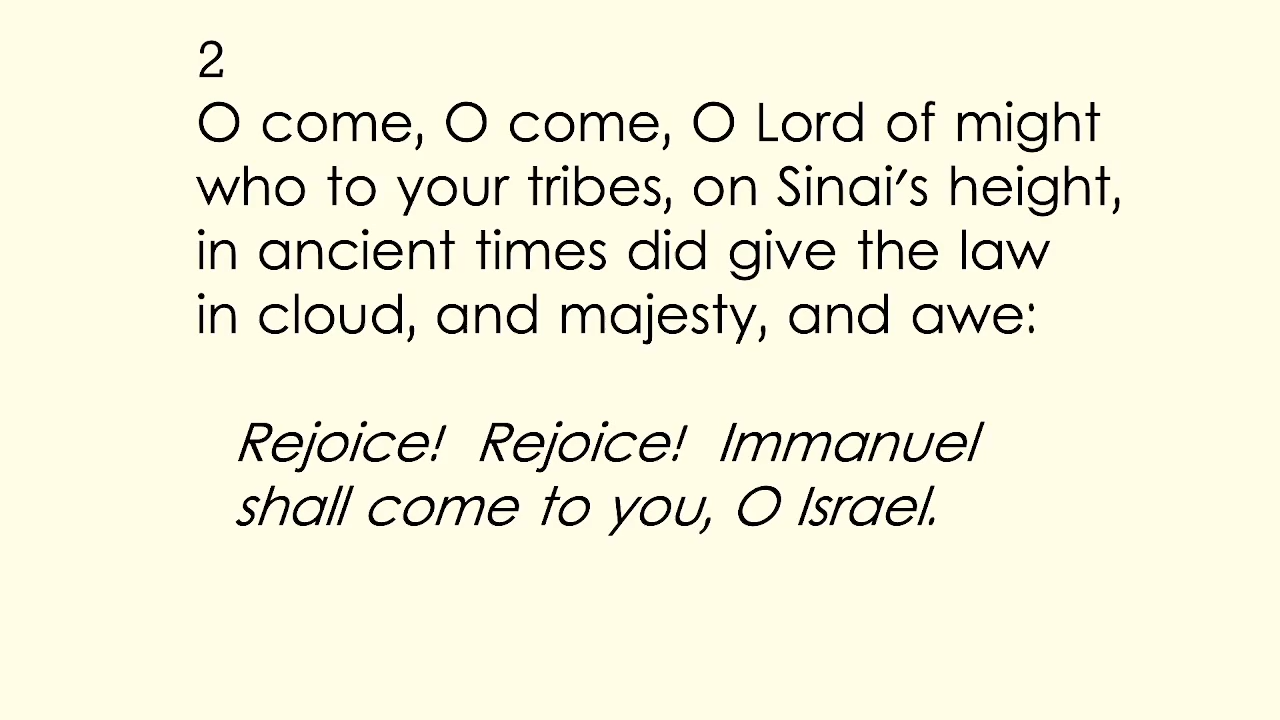 2
O come, O come, O Lord of might
who to your tribes, on Sinai's height,
in ancient times did give the law
in cloud, and majesty, and awe:
Rejoice! Rejoice! Immanuel
shall come to you, O Israel.